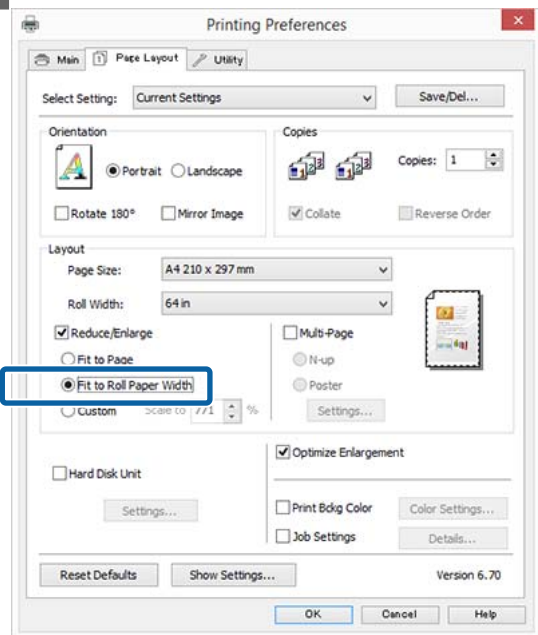 Printing Preferences
Main Page Layout Utility
Select Setting: Current Settings Save/Del...
Orientation Copies
Portrait Landscape Copies: 1
Rotate 180° Mirror Image Collate Reverse Order
Layout
Page Size: A4 210 x 297 mm
Roll Width: 64 in
Reduce/Enlarge Multi-Page
Fit to Page N-up
Fit to Roll Paper Width Poster
Custom Scale to 771 % Settings...
Optimize Enlargement
Hard Disk Unit
Settings... Print Bckg Color Color Settings...
Job Settings Details...
Reset Defaults Show Settings... Version 6.70
OK Cancel Help